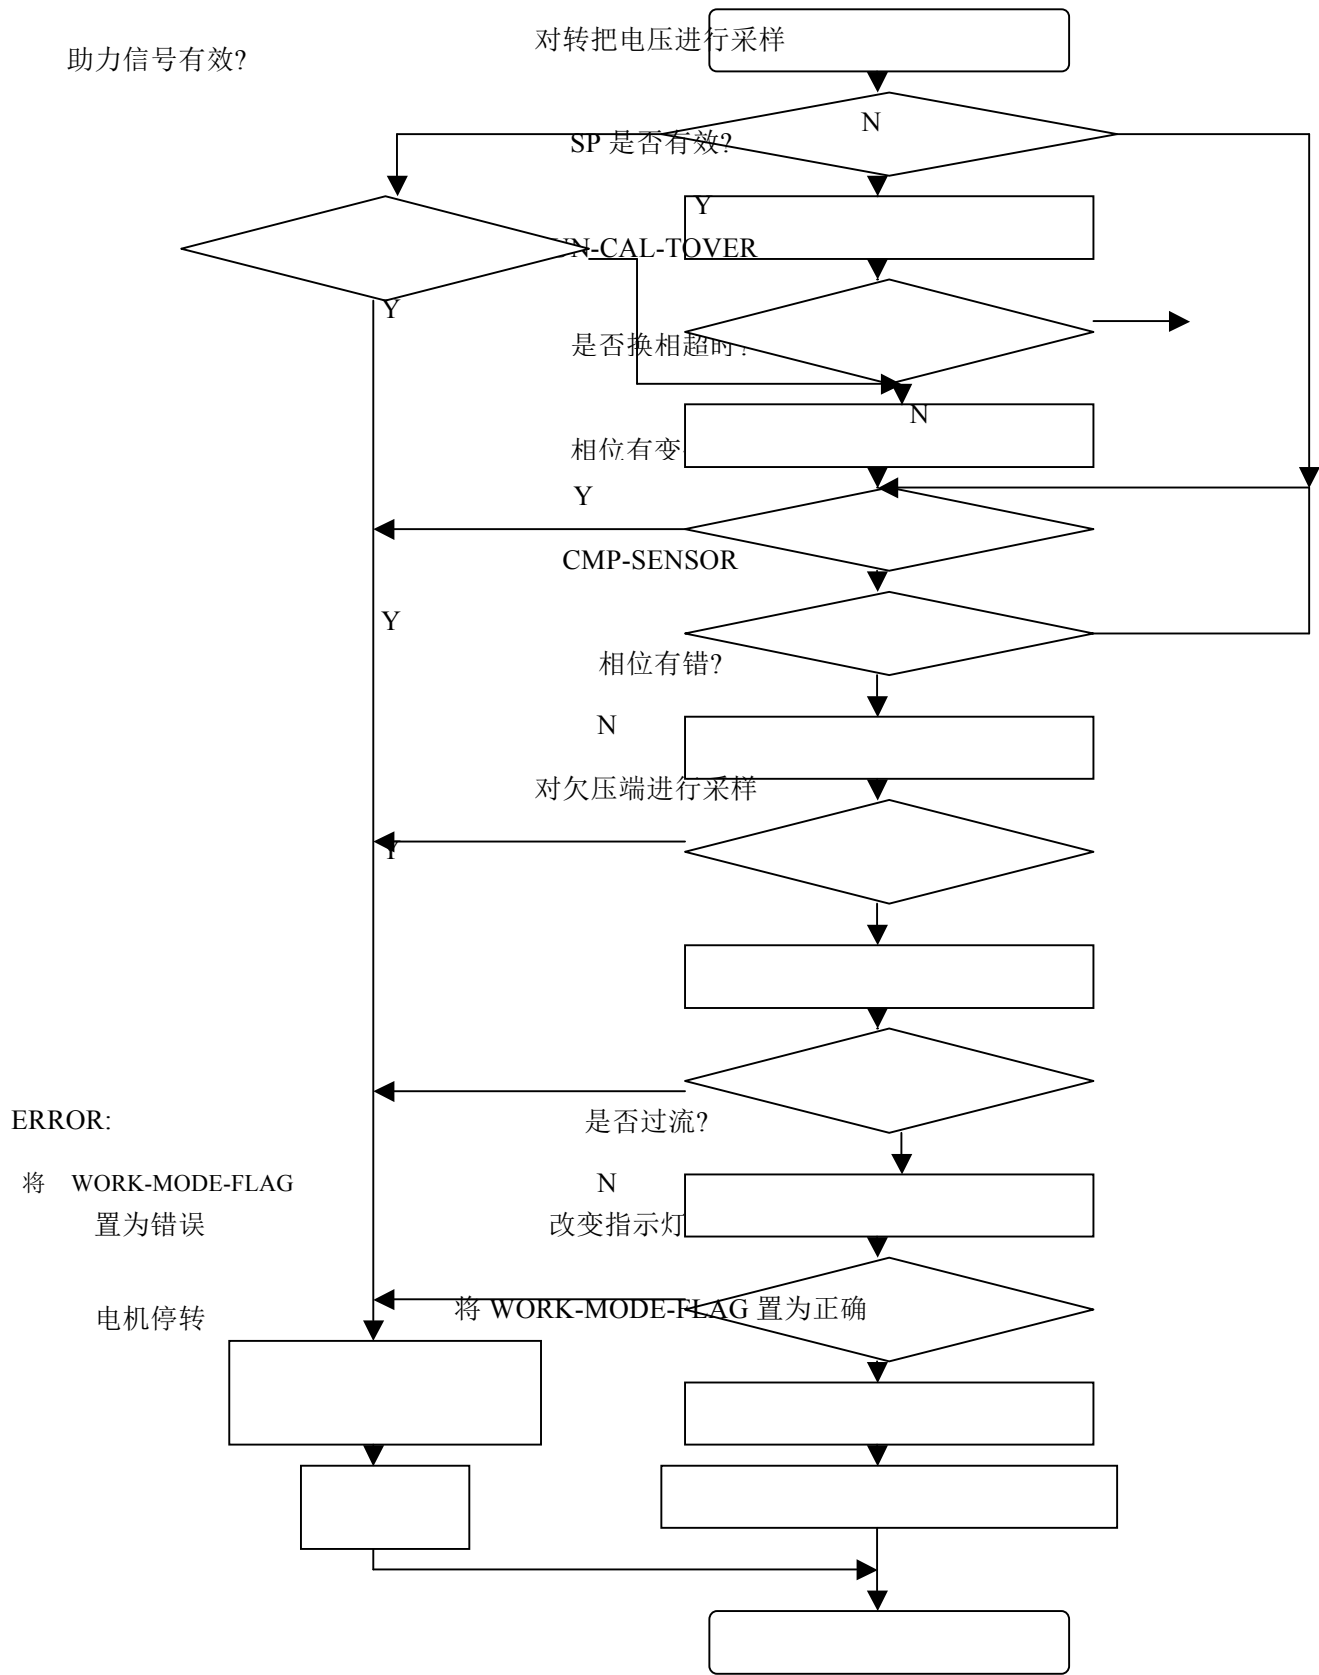 对转把电压进行采样
助力信号有效?
N
SP 是否有效?
Y
N-CAL-TOVER
Y
是否换相超时?
N
相位有变
Y
CMP-SENSOR
Y
相位有错?
N
对欠压端进行采样
Y
ERROR:
是否过流?
将 WORK-MODE-FLAG
N
置为错误
改变指示灯
将 WORK-MODE-FLAG 置为正确
电机停转